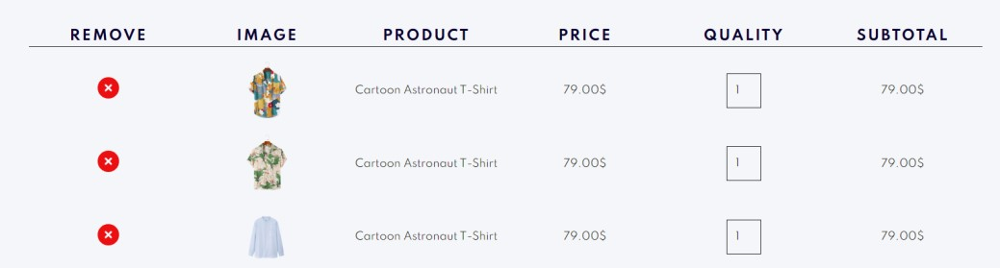 REMOVE IMAGE PRODUCT PRICE QUALITY SUBTOTAL
Cartoon Astronaut T-Shirt 79.00$ 1 79.00$
Cartoon Astronaut T-Shirt 79.00$ 1 79.00$
Cartoon Astronaut T-Shirt 79.00$ 1 79.00$